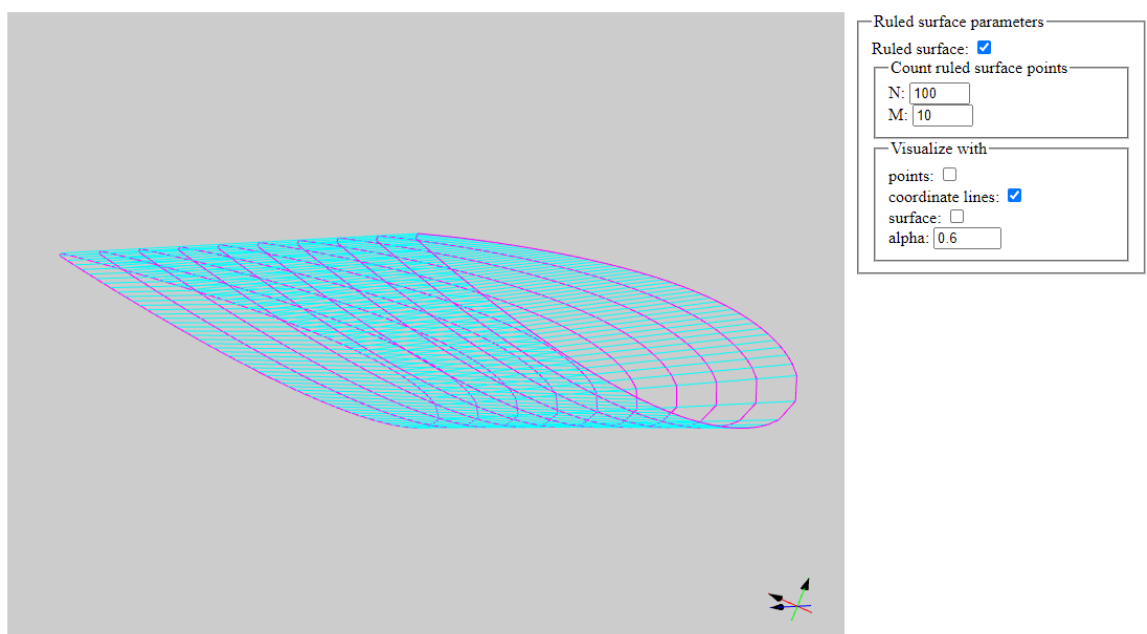 Ruled surface parameters
Ruled surface:
Count ruled surface points
N: 100
M: 10
Visualize with
points:
coordinate lines:
surface:
alpha: 0.6